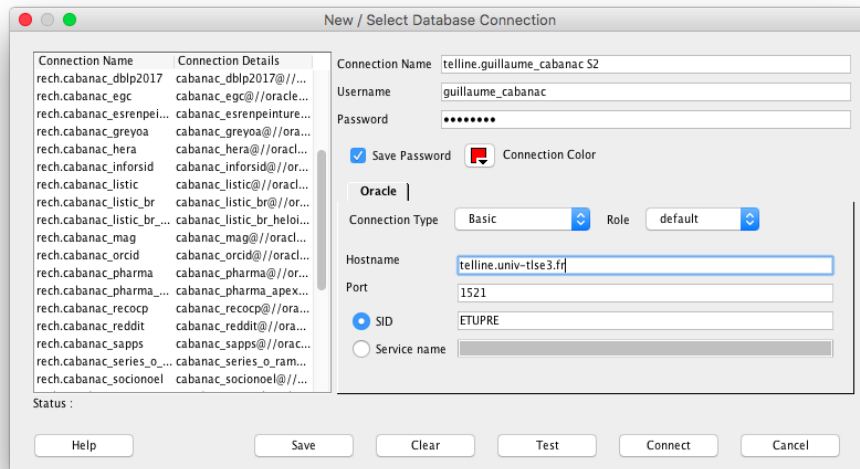 New / Select Database Connection
Connection Name Connection Details
rech.cabanac_dblp2017 cabanac_dblp2017@//...
rech.cabanac_egc cabanac_egc@//oracle...
rech.cabanac_esrenpei... cabanac_esrenpeinture...
rech.cabanac_greyoa cabanac_greyoa@//ora...
rech.cabanac_hera cabanac_hera@//oracl...
rech.cabanac_inforsid cabanac_inforsid@//or...
rech.cabanac_listic cabanac_listic@//oracl...
rech.cabanac_listic_br cabanac_listic_br@//or...
rech.cabanac_listic_br_... cabanac_listic_br_heloi...
rech.cabanac_mag cabanac_mag@//oracl...
rech.cabanac_orcid cabanac_orcid@//orac...
rech.cabanac_pharma cabanac_pharma@//or...
rech.cabanac_pharma_... cabanac_pharma_apex...
rech.cabanac_recocp cabanac_recocp@//ora...
rech.cabanac_reddit cabanac_reddit@//ora...
rech.cabanac_sapps cabanac_sapps@//orac...
rech.cabanac_series_o_... cabanac_series_o_ram...
rech.cabanac_socionoel cabanac_socionoel@//...
Connection Name telline.guillaume_cabanac S2
Username guillaume_cabanac
Password ••••••••
Save Password Connection Color
Oracle
Connection Type Basic Role default
Hostname telline.univ-tlse3.fr
Port 1521
SID ETUPRE
Service name
Status :
Help Save Clear Test Connect Cancel